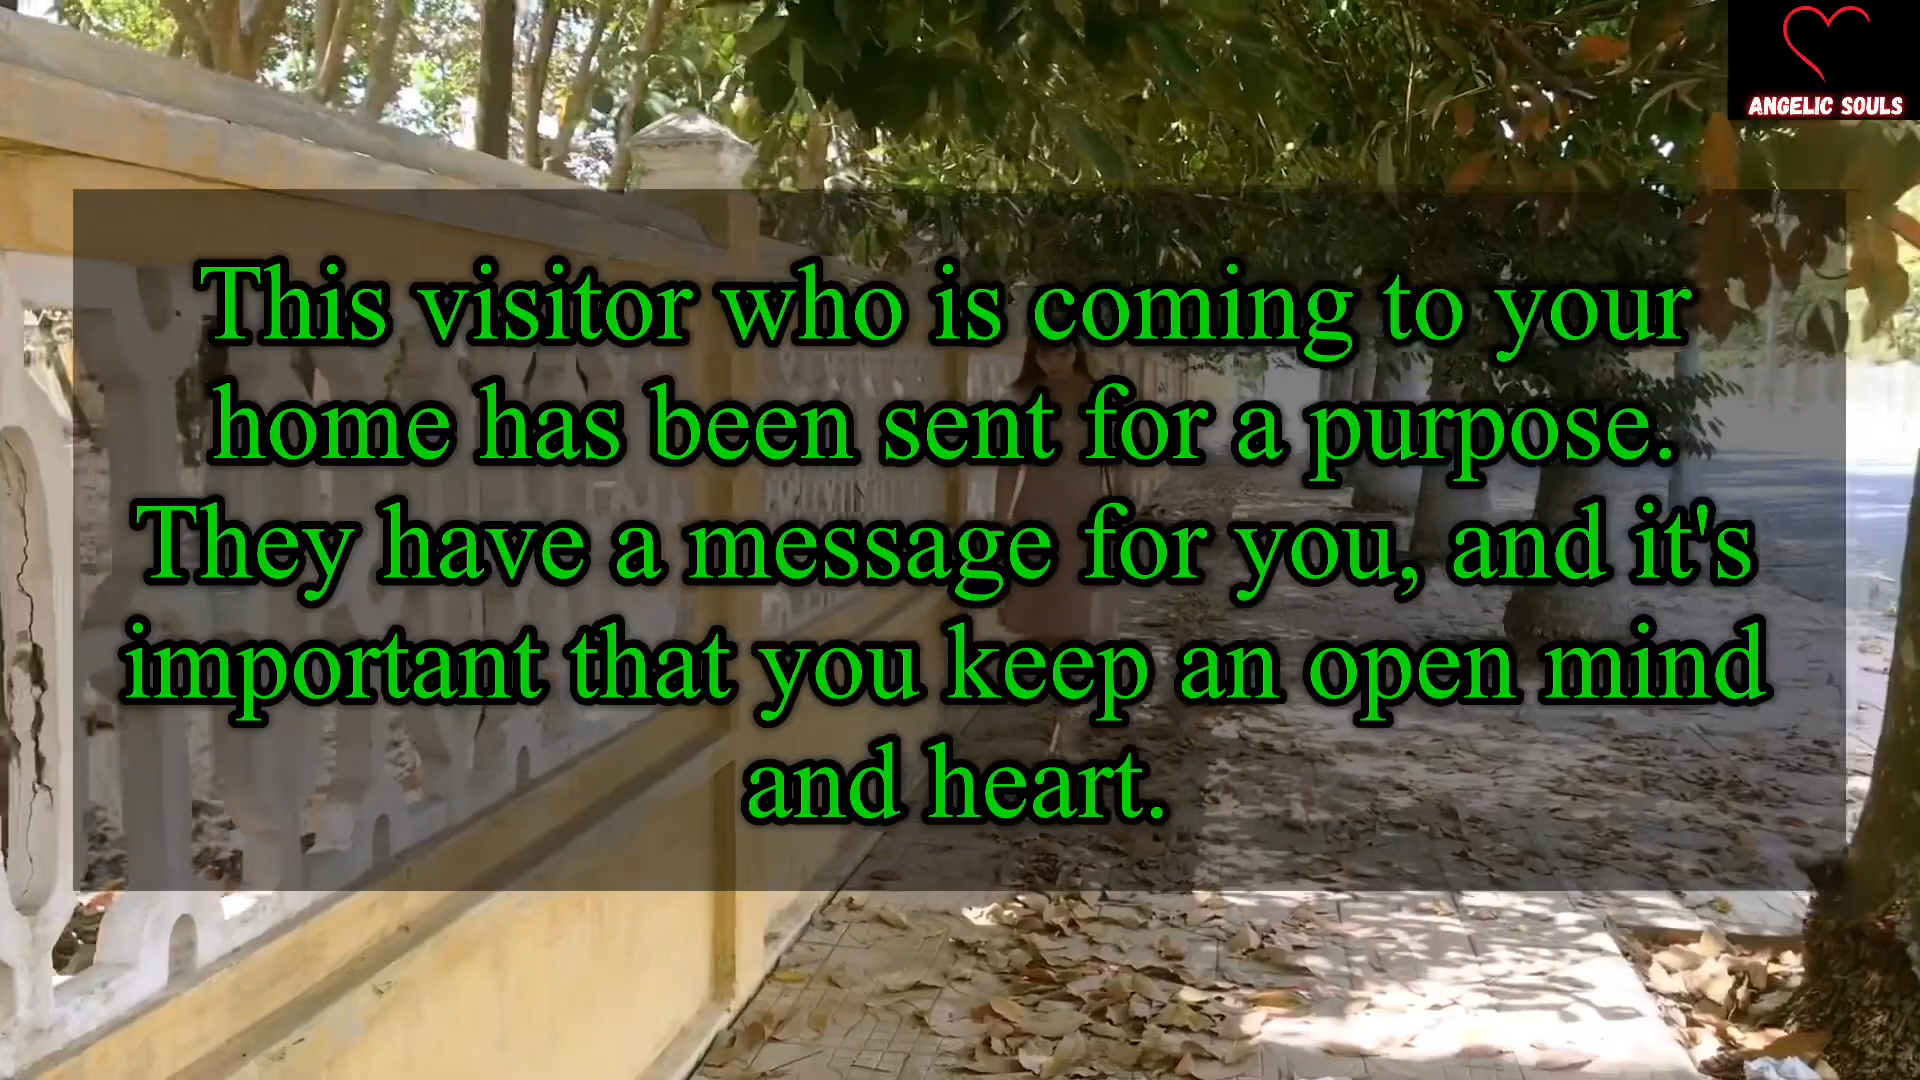 ANGELIC SOULS
This visitor who is coming to your
home has been sent for a purpose.
They have a message for you, and it's
important that you keep an open mind
and heart.